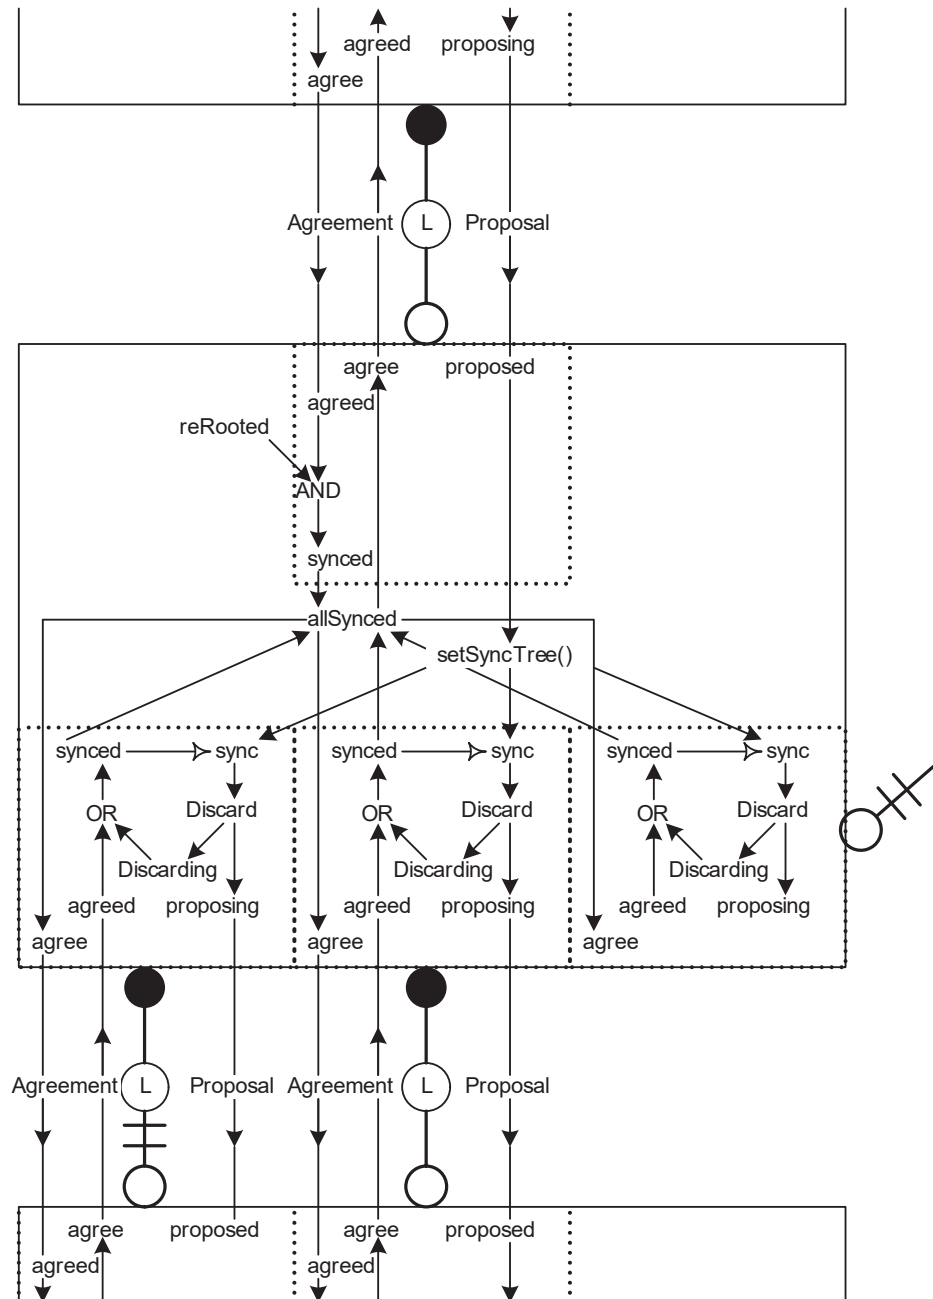 agreed proposing
agree
Agreement L Proposal
agree proposed
agreed
reRooted
AND
synced
allSynced
setSyncTree()
synced sync synced sync synced sync
OR Discard OR Discard OR Discard
Discarding Discarding Discarding
agreed proposing agreed proposing agreed proposing
agree agree agree
Agreement L Proposal Agreement L Proposal
agree proposed agree proposed
agreed agreed